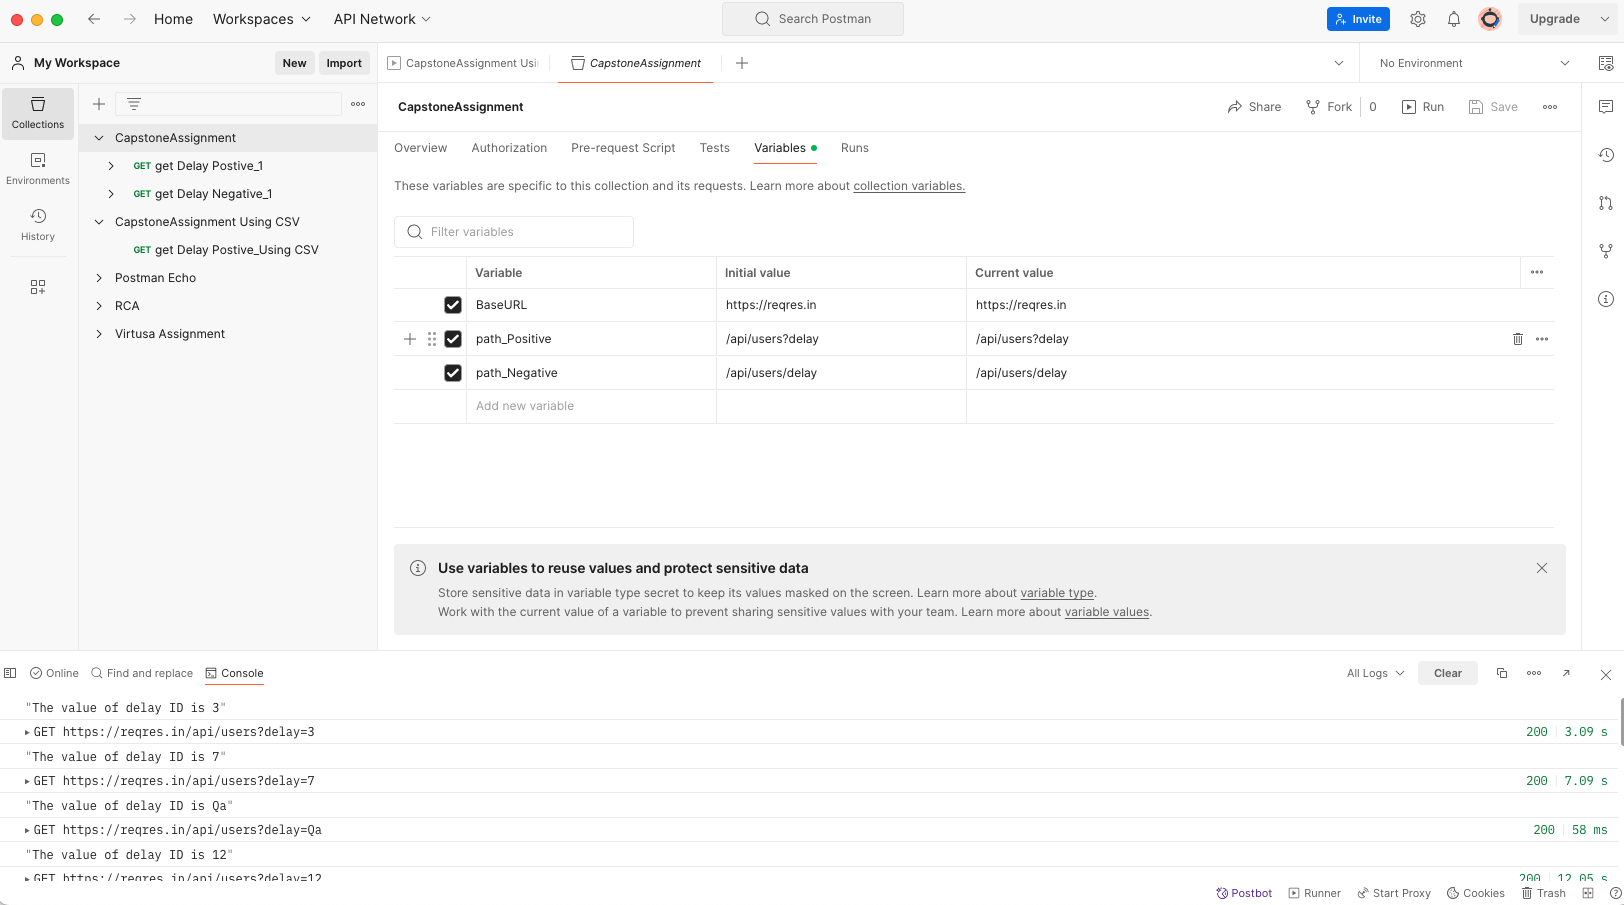 Home Workspaces API Network Search Postman Invite Upgrade
My Workspace New Import CapstoneAssignment Usi CapstoneAssignment No Environment
Collections
Environments
History
CapstoneAssignment
GET get Delay Postive_1
GET get Delay Negative_1
CapstoneAssignment Using CSV
GET get Delay Postive_Using CSV
Postman Echo
RCA
Virtusa Assignment
CapstoneAssignment Share Fork 0 Run Save
Overview Authorization Pre-request Script Tests Variables Runs
These variables are specific to this collection and its requests. Learn more about collection variables.
Filter variables
Variable Initial value Current value
BaseURL https://reqres.in https://reqres.in
path_Positive /api/users?delay /api/users?delay
path_Negative /api/users/delay /api/users/delay
Add new variable
Use variables to reuse values and protect sensitive data
Store sensitive data in variable type secret to keep its values masked on the screen. Learn more about variable type.
Work with the current value of a variable to prevent sharing sensitive values with your team. Learn more about variable values.
Online Find and replace Console All Logs Clear
"The value of delay ID is 3"
GET https://reqres.in/api/users?delay=3 200 3.09 s
"The value of delay ID is 7"
GET https://reqres.in/api/users?delay=7 200 7.09 s
"The value of delay ID is Qa"
GET https://reqres.in/api/users?delay=Qa 200 58 ms
"The value of delay ID is 12"
GET https://reqres.in/api/users?delay=12 200 12.05 s
Postbot Runner Start Proxy Cookies Trash